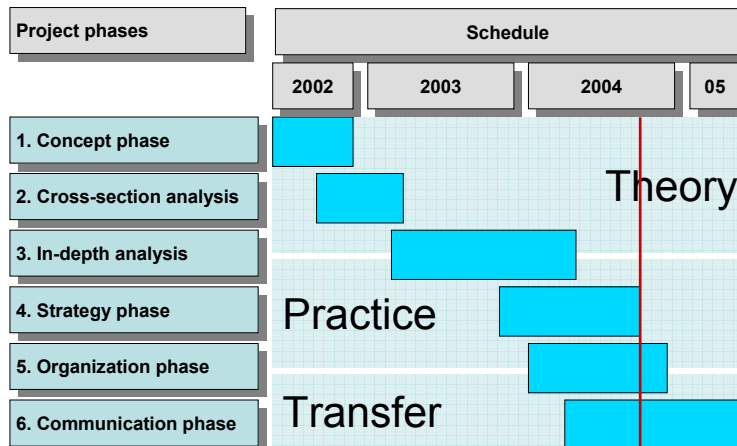 Project phases
Schedule
2002
2003
2004
05
1. Concept phase
2. Cross-section analysis
Theory
3. In-depth analysis
4. Strategy phase
Practice
5. Organization phase
6. Communication phase
Transfer